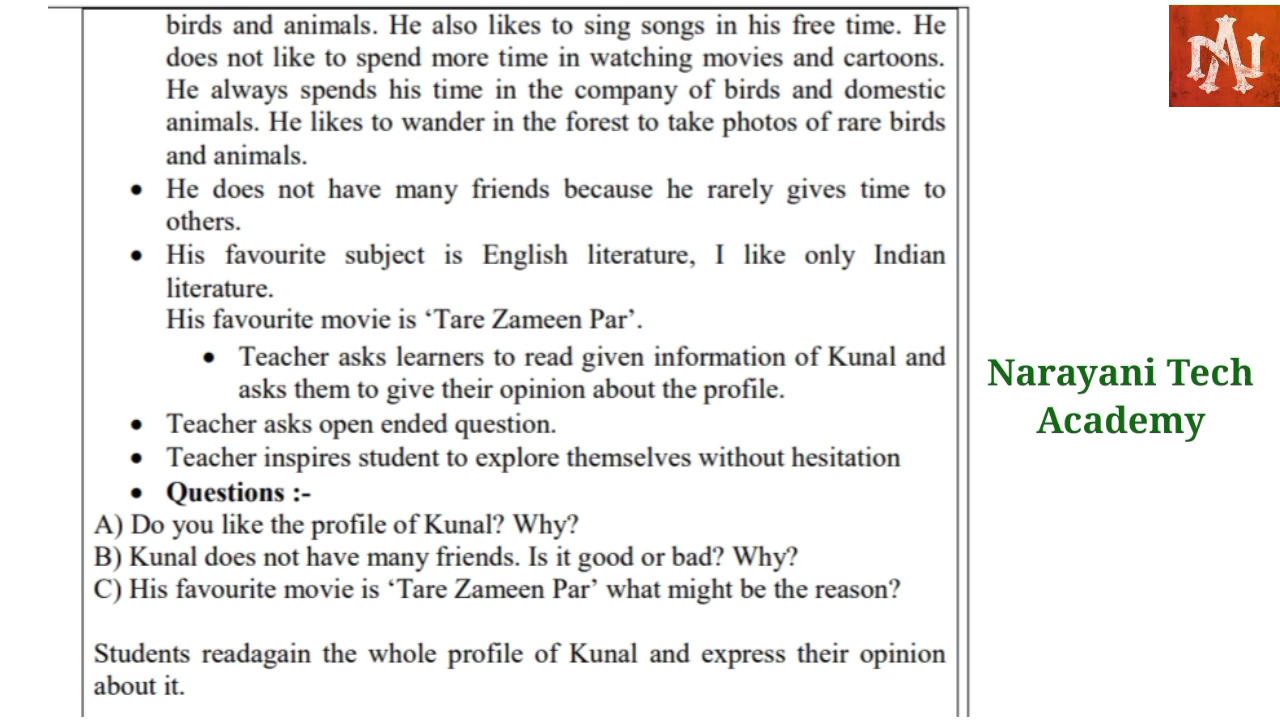 birds and animals. He also likes to sing songs in his free time. He
does not like to spend more time in watching movies and cartoons.
He always spends his time in the company of birds and domestic
animals. He likes to wander in the forest to take photos of rare birds
and animals.
• He does not have many friends because he rarely gives time to
others.
• His favourite subject is English literature, I like only Indian
literature.
His favourite movie is ‘Tare Zameen Par’.
• Teacher asks learners to read given information of Kunal and
asks them to give their opinion about the profile.
• Teacher asks open ended question.
• Teacher inspires student to explore themselves without hesitation
• Questions :-
A) Do you like the profile of Kunal? Why?
B) Kunal does not have many friends. Is it good or bad? Why?
C) His favourite movie is ‘Tare Zameen Par’ what might be the reason?
Students readagain the whole profile of Kunal and express their opinion
about it.
Narayani Tech
Academy